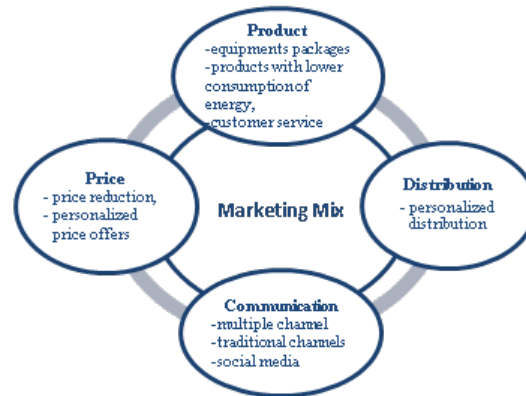 Product
-equipments packages
-products with lower
consumption of
energy,
-customer service
Price
- price reduction,
- personalized
price offers
Marketing Mix
Distribution
- personalized
distribution
Communication
-multiple channel
-traditional channels
-social media